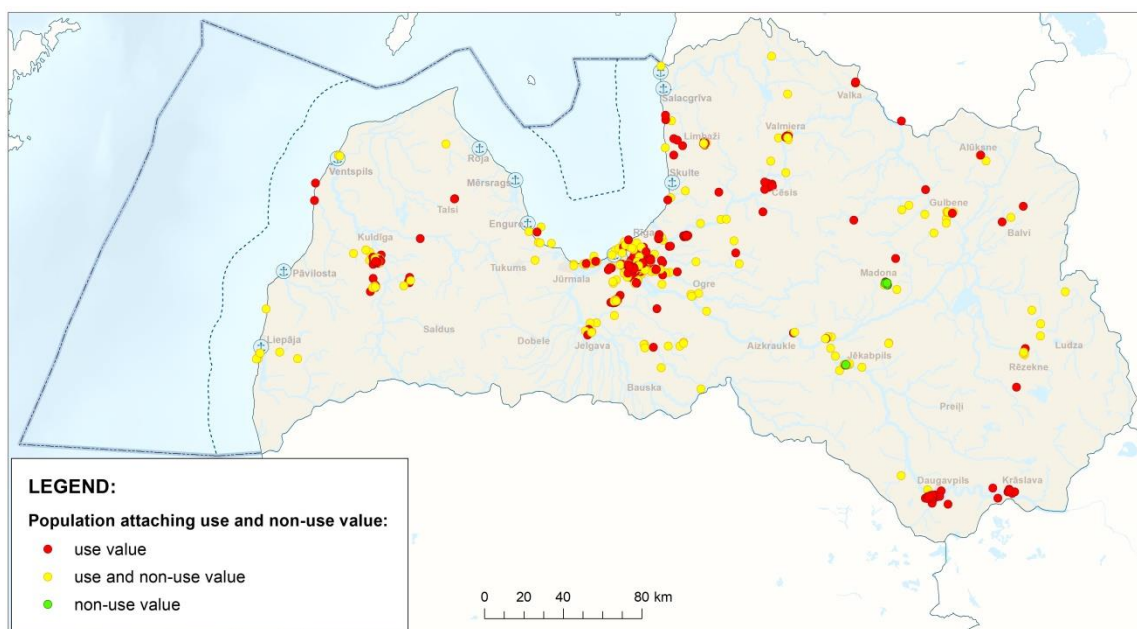 Salacgrīva
Valka
Limbaži
Valmiera
Alūksne
Ventspils
Roja
Mērsrags
Skulte
Cēsis
Talsi
Gulbene
Engure
Rīga
Balvi
Kuldīga
Pāvilosta
Tukums
Jūrmala
Ogre
Madona
Saldus
Dobele
Jelgava
Aizkraukle
Jēkabpils
Ludza
Liepāja
Rēzekne
Bauska
Preiļi
Daugavpils
Krāslava
LEGEND:
Population attaching use and non-use value:
use value
use and non-use value
non-use value
0 20 40 80 km